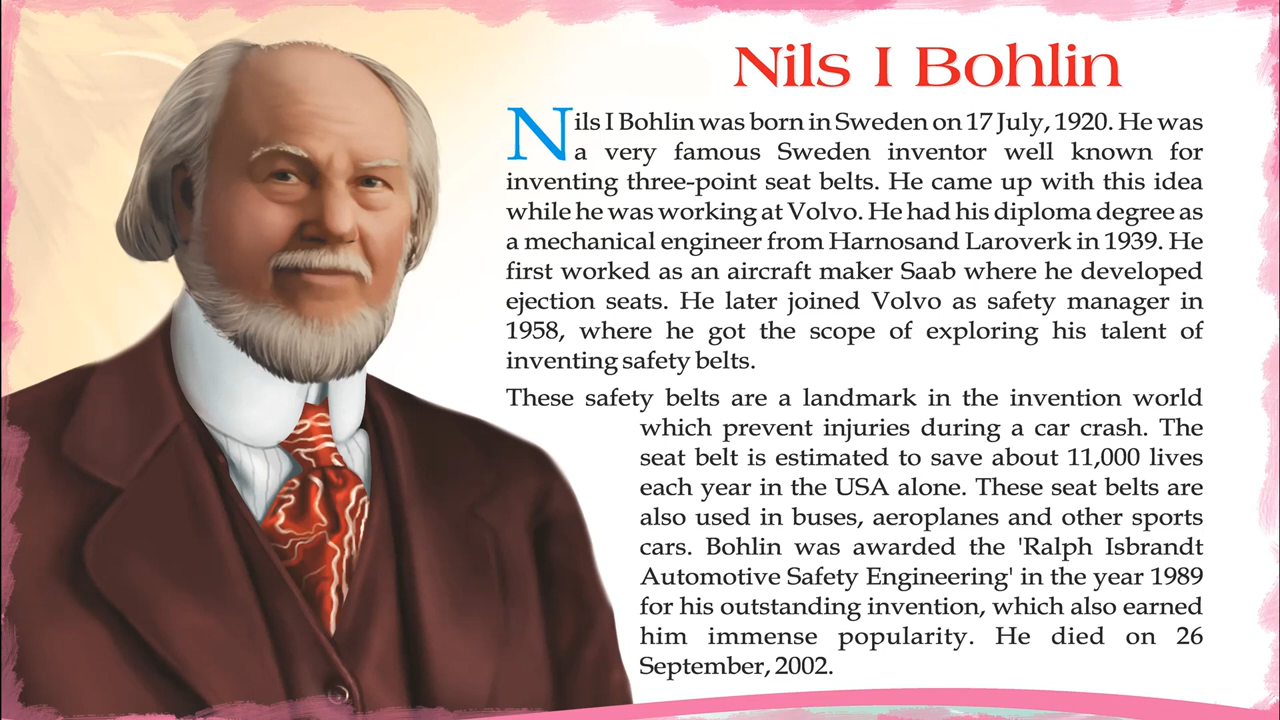 Nils I Bohlin
Nils I Bohlin was born in Sweden on 17 July, 1920. He was
a very famous Sweden inventor well known for
inventing three-point seat belts. He came up with this idea
while he was working at Volvo. He had his diploma degree as
a mechanical engineer from Harnosand Laroverk in 1939. He
first worked as an aircraft maker Saab where he developed
ejection seats. He later joined Volvo as safety manager in
1958, where he got the scope of exploring his talent of
inventing safety belts.
These safety belts are a landmark in the invention world
which prevent injuries during a car crash. The
seat belt is estimated to save about 11,000 lives
each year in the USA alone. These seat belts are
also used in buses, aeroplanes and other sports
cars. Bohlin was awarded the 'Ralph Isbrandt
Automotive Safety Engineering' in the year 1989
for his outstanding invention, which also earned
him immense popularity. He died on 26
September, 2002.